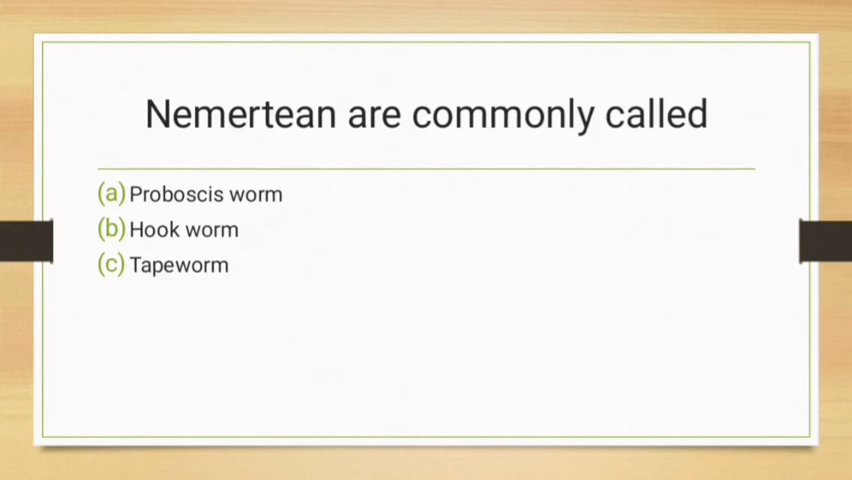 Nemertean are commonly called
(a) Proboscis worm
(b) Hook worm
(c) Tapeworm